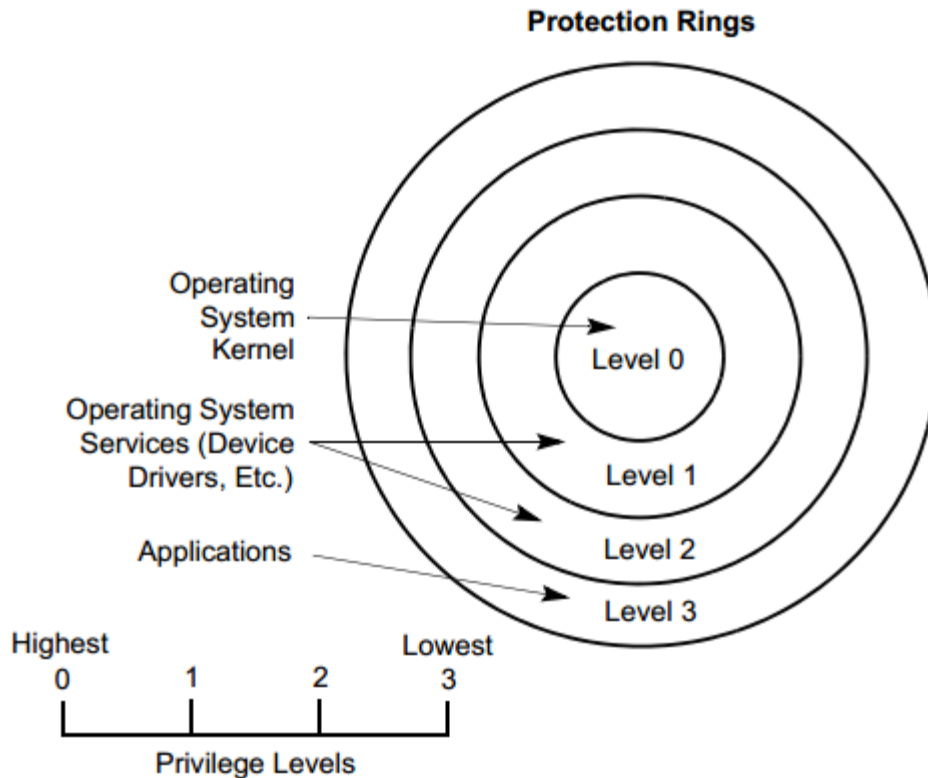 Protection Rings
Operating
System
Kernel
Level 0
Operating System
Services (Device
Drivers, Etc.)
Level 1
Level 2
Applications
Level 3
Highest
Lowest
0
1
2
3
Privilege Levels